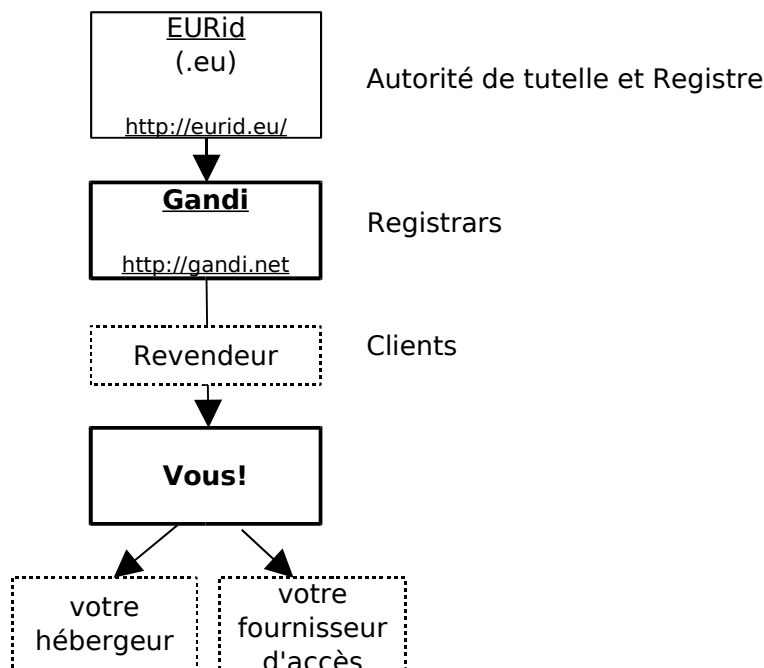 EURid
(.eu)
http://eurid.eu/
Autorité de tutelle et Registre
Gandi
http://gandi.net
Registrars
Revendeur
Clients
Vous!
votre
hébergeur
votre
fournisseur
d'accès